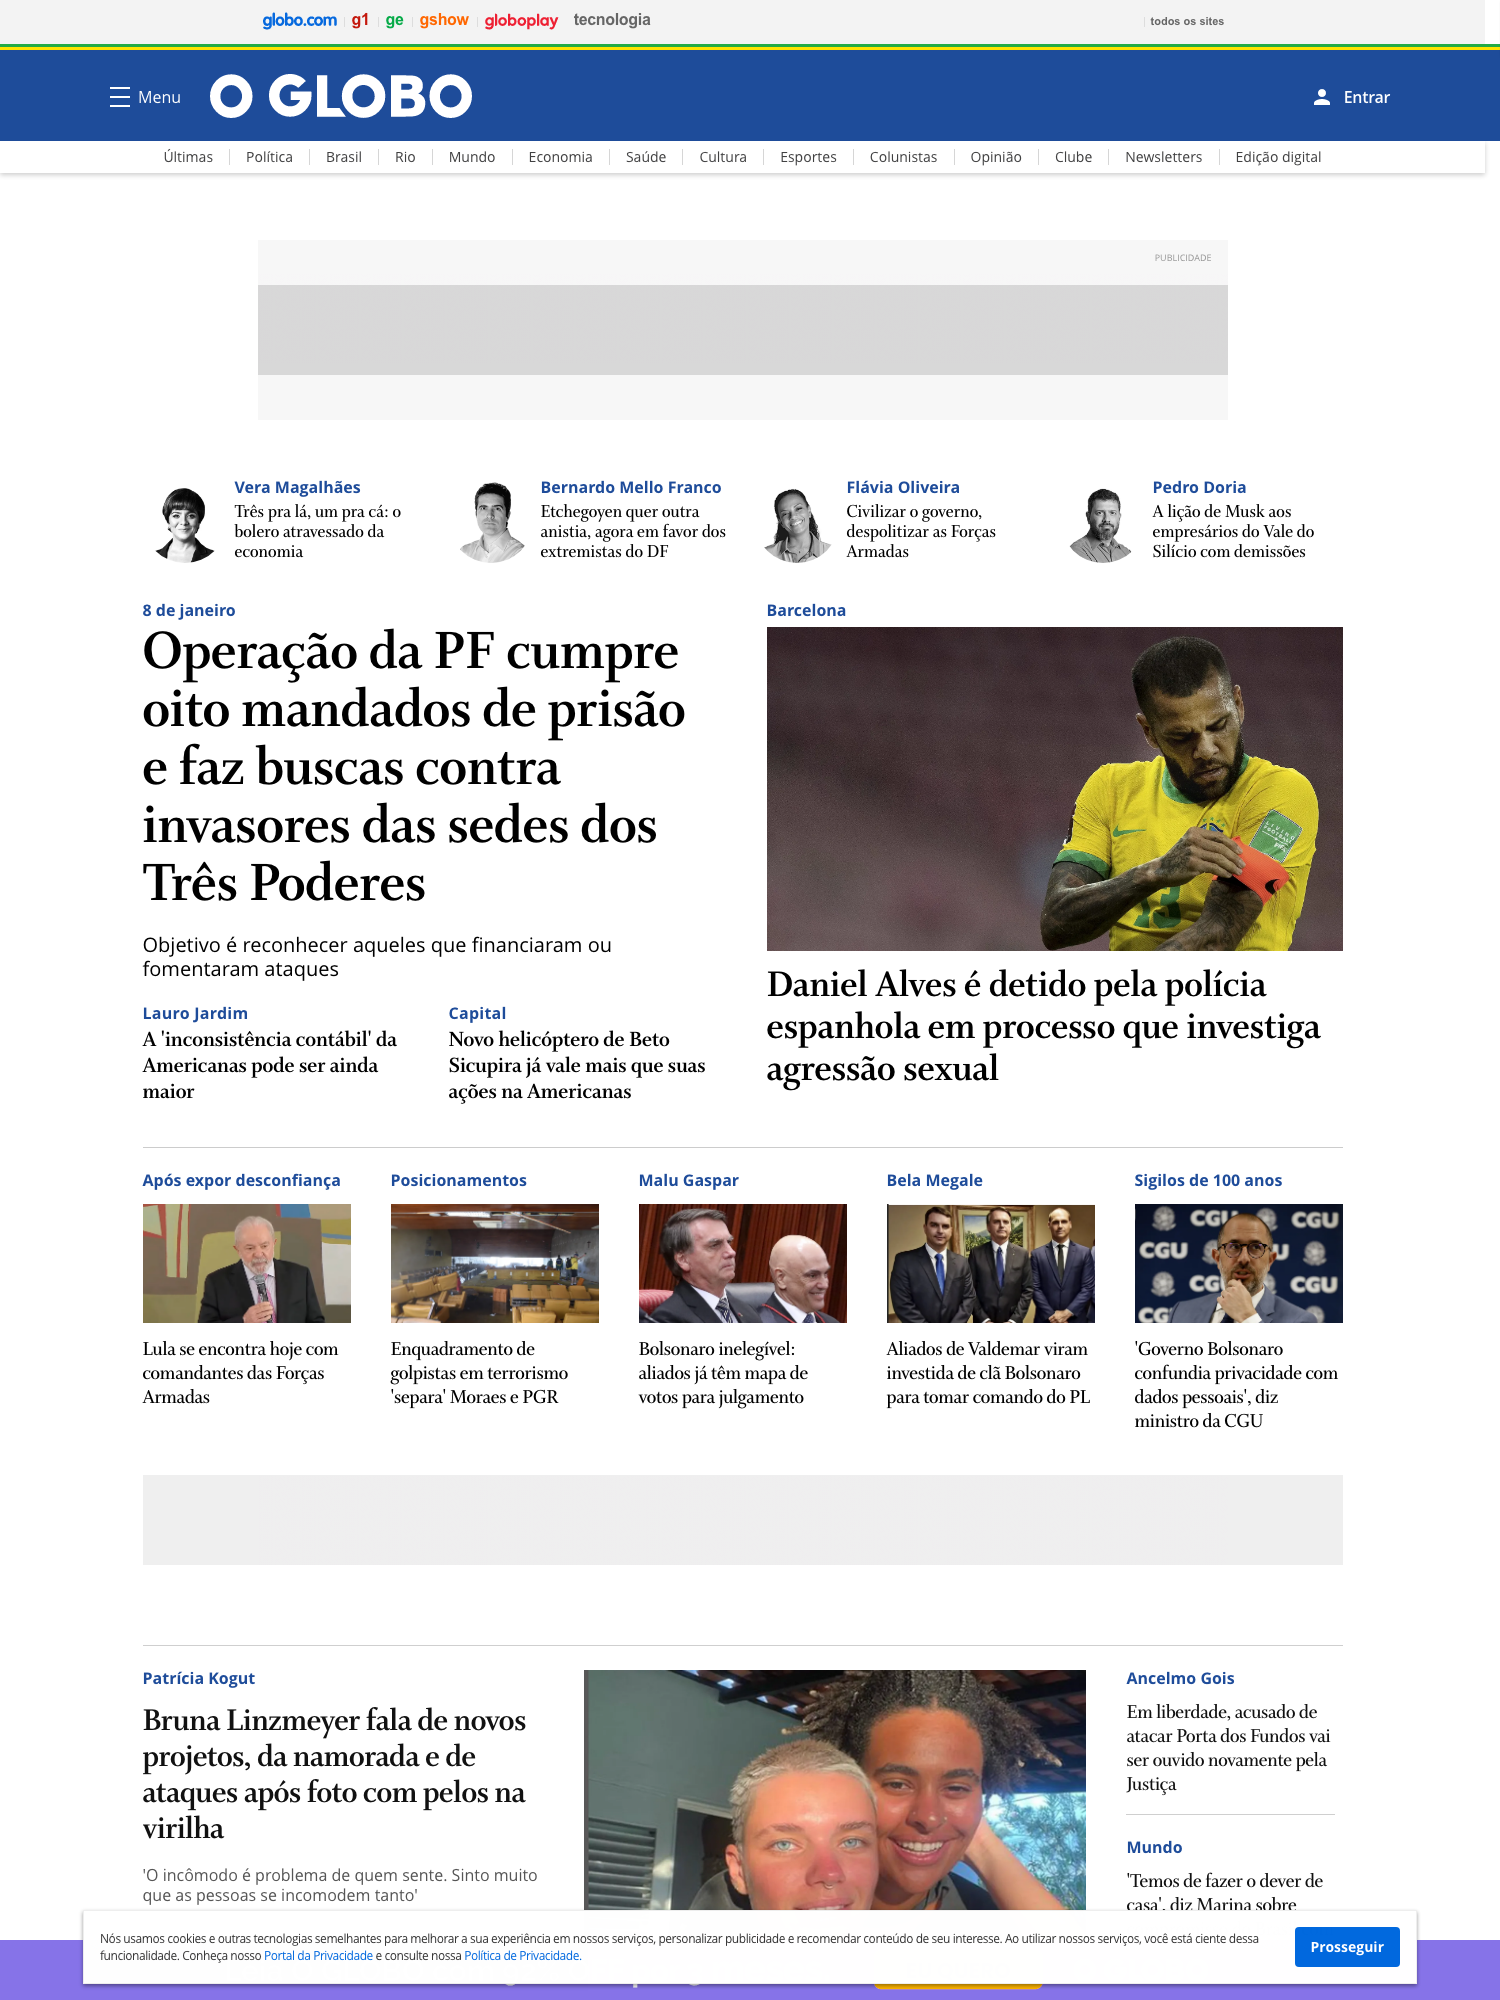 globo.com g1 ge gshow globoplay tecnologia todos os sites
Menu O GLOBO Entrar
Últimas Política Brasil Rio Mundo Economia Saúde Cultura Esportes Colunistas Opinião Clube Newsletters Edição digital
PUBLICIDADE
Vera Magalhães
Três pra lá, um pra cá: o
bolero atravessado da
economia
Bernardo Mello Franco
Etchegoyen quer outra
anistia, agora em favor dos
extremistas do DF
Flávia Oliveira
Civilizar o governo,
despolitizar as Forças
Armadas
Pedro Doria
A lição de Musk aos
empresários do Vale do
Silício com demissões
8 de janeiro
Operação da PF cumpre
oito mandados de prisão
e faz buscas contra
invasores das sedes dos
Três Poderes
Objetivo é reconhecer aqueles que financiaram ou
fomentaram ataques
Lauro Jardim
A 'inconsistência contábil' da
Americanas pode ser ainda
maior
Capital
Novo helicóptero de Beto
Sicupira já vale mais que suas
ações na Americanas
Barcelona
13
Daniel Alves é detido pela polícia
espanhola em processo que investiga
agressão sexual
Após expor desconfiança
Lula se encontra hoje com
comandantes das Forças
Armadas
Posicionamentos
Enquadramento de
golpistas em terrorismo
'separa' Moraes e PGR
Malu Gaspar
Bolsonaro inelegível:
aliados já têm mapa de
votos para julgamento
Bela Megale
Aliados de Valdemar viram
investida de clã Bolsonaro
para tomar comando do PL
Sigilos de 100 anos
CGU CGU
CGU CGU
CGU CGU
'Governo Bolsonaro
confundia privacidade com
dados pessoais', diz
ministro da CGU
Patrícia Kogut
Bruna Linzmeyer fala de novos
projetos, da namorada e de
ataques após foto com pelos na
virilha
'O incômodo é problema de quem sente. Sinto muito
que as pessoas se incomodem tanto'
Ancelmo Gois
Em liberdade, acusado de
atacar Porta dos Fundos vai
ser ouvido novamente pela
Justiça
Mundo
'Temos de fazer o dever de
casa', diz Marina sobre
Nós usamos cookies e outras tecnologias semelhantes para melhorar a sua experiência em nossos serviços, personalizar publicidade e recomendar conteúdo de seu interesse. Ao utilizar nossos serviços, você está ciente dessa
funcionalidade. Conheça nosso Portal da Privacidade e consulte nossa Política de Privacidade.
Prosseguir